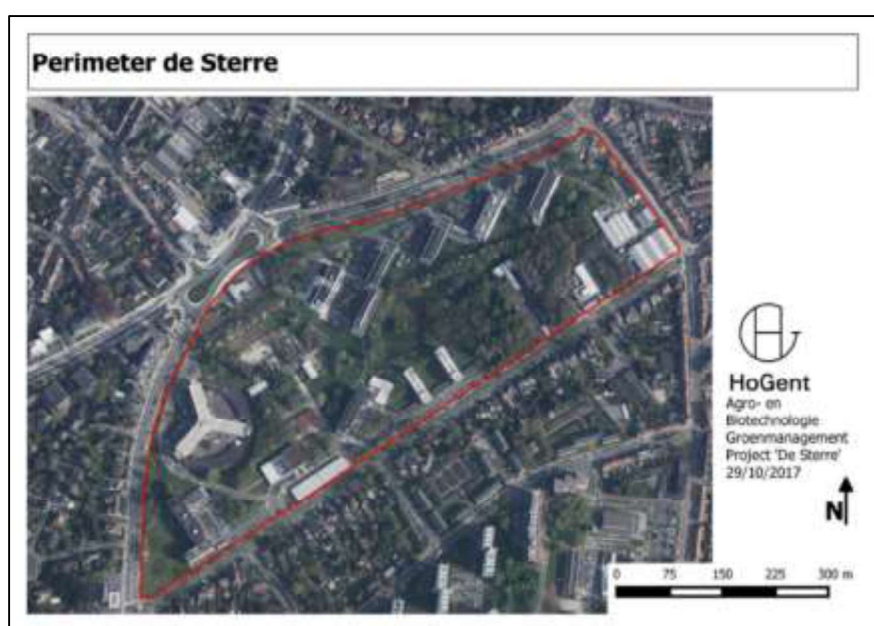 Perimeter de Sterre
HoGent
Agro- en
Biotechnologie
Groenmanagement
Project 'De Sterre'
29/10/2017
N
0 75 150 225 300 m